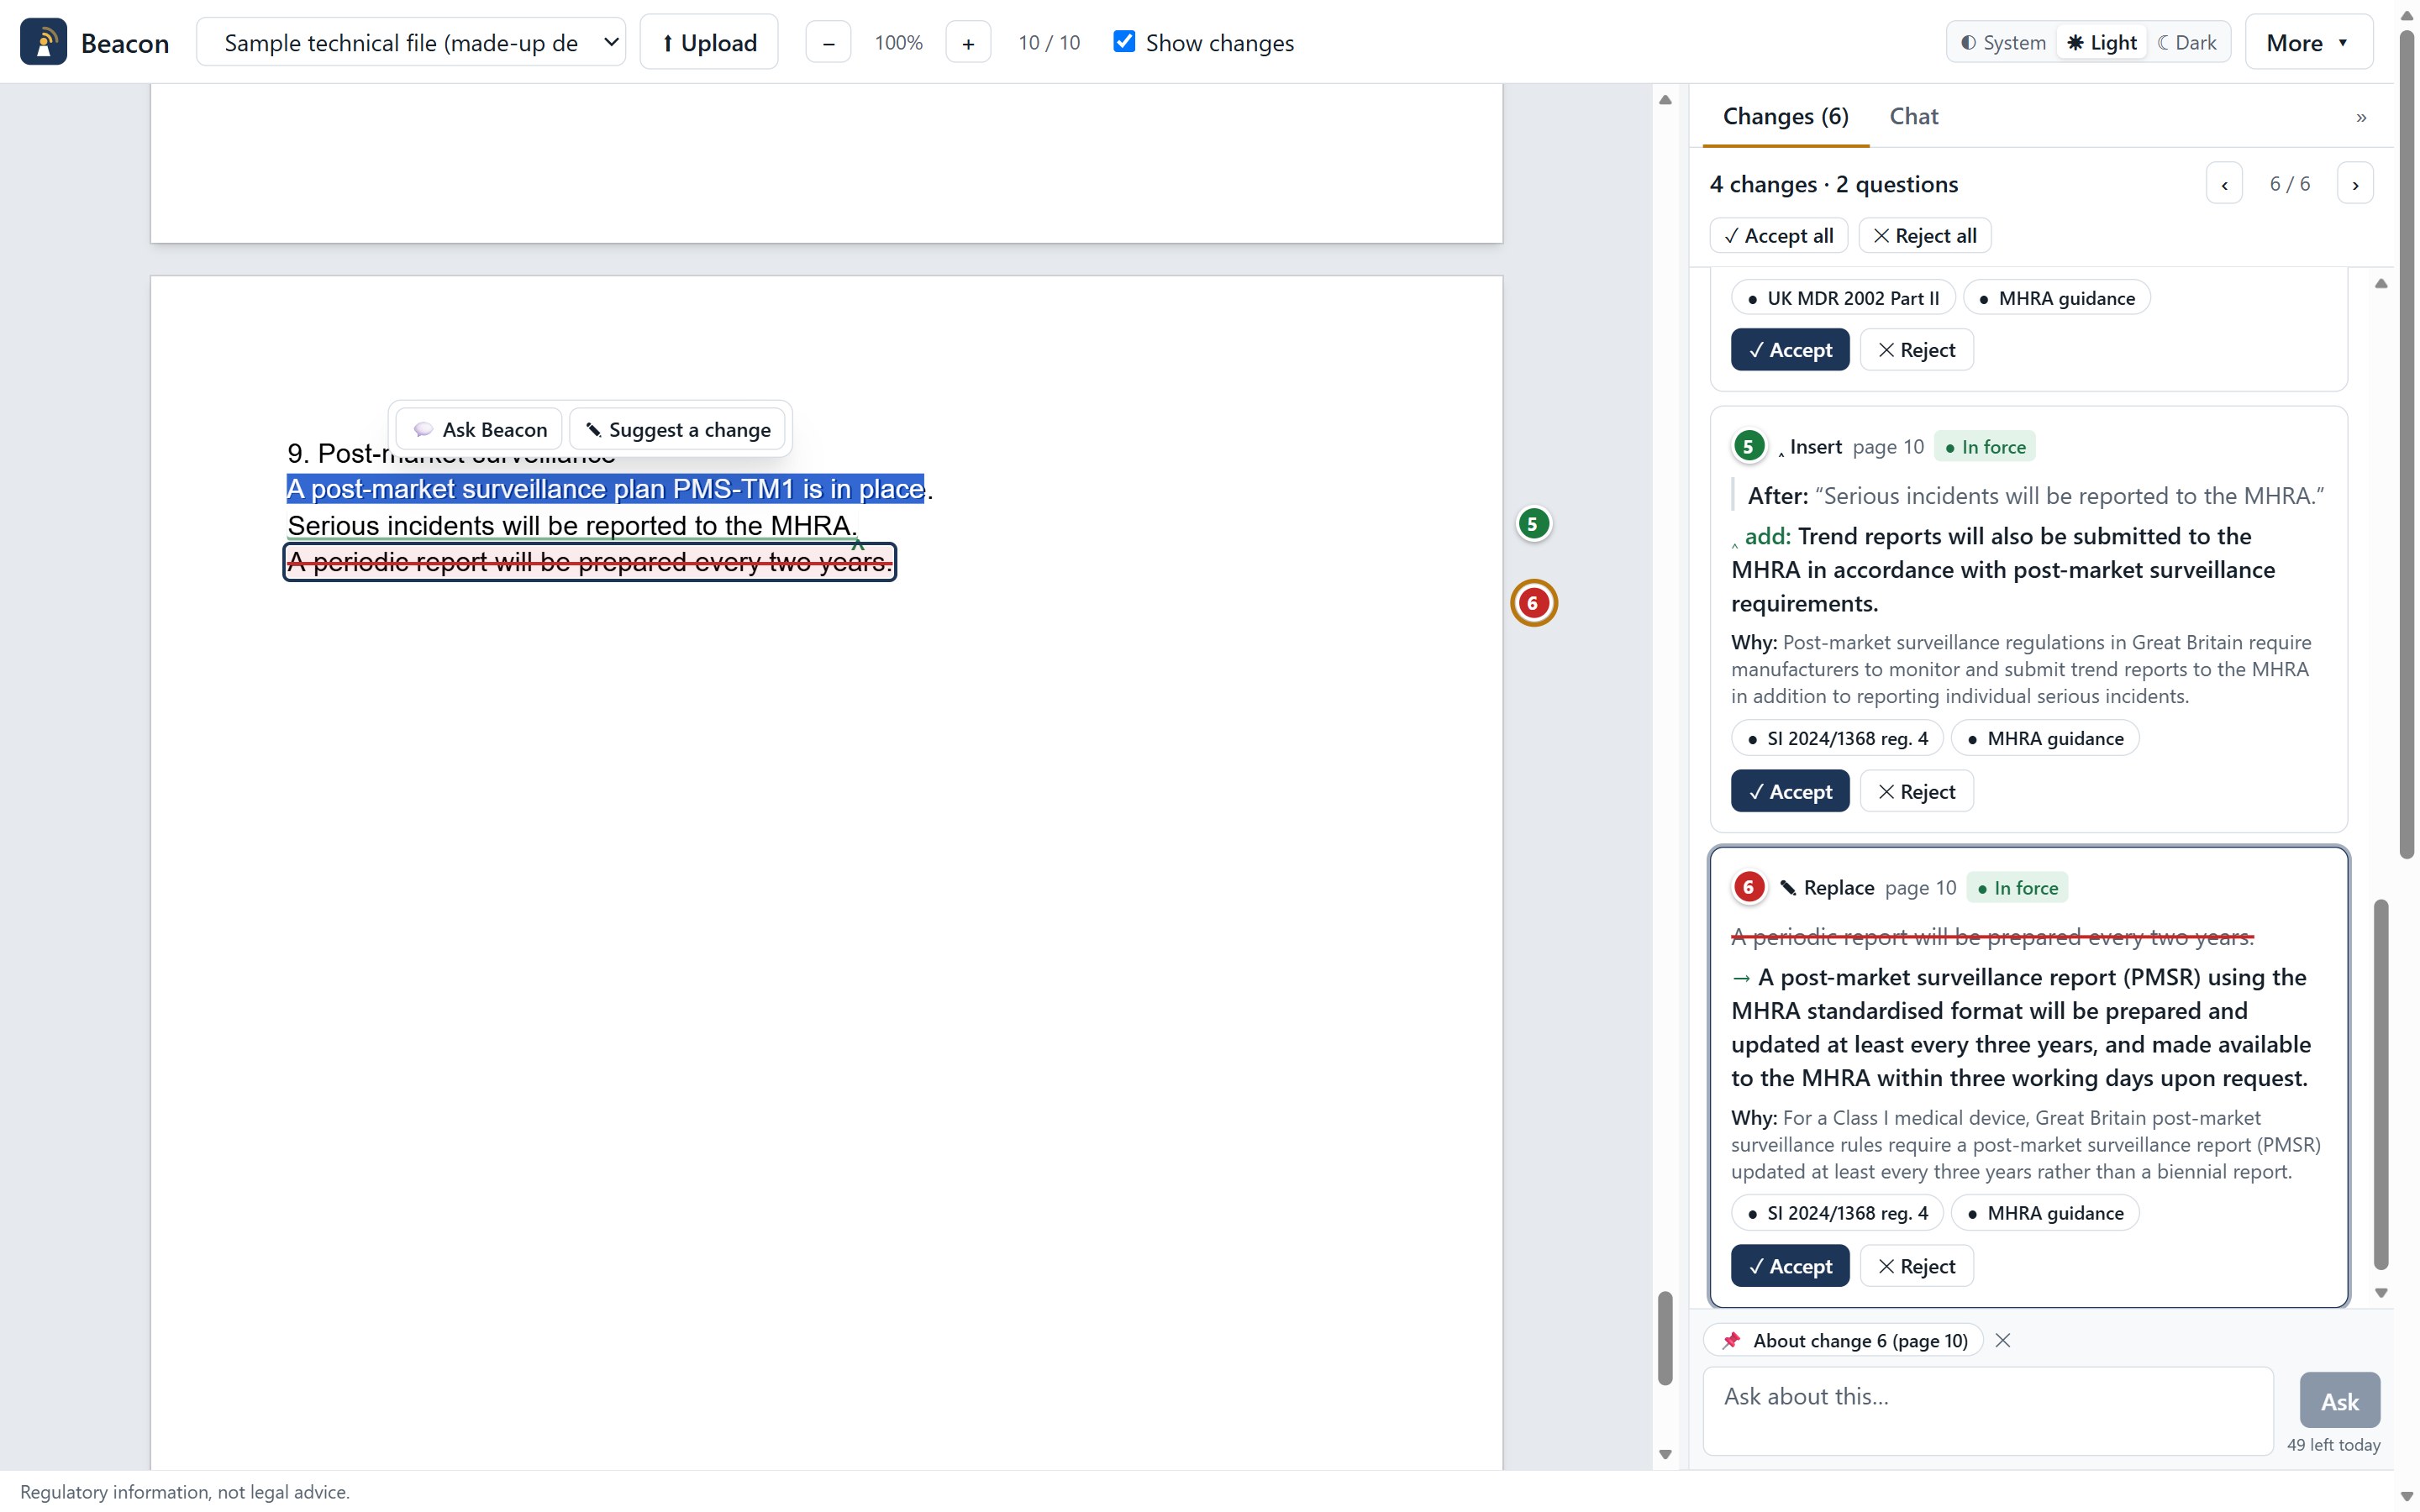 Beacon
Sample technical file (made-up de
Upload
–
100%
+
10 / 10
Show changes
System
Light
Dark
More
Ask Beacon
Suggest a change
9. Post-market surveillance
A post-market surveillance plan PMS-TM1 is in place.
Serious incidents will be reported to the MHRA.
A periodic report will be prepared every two years.
5
6
Changes (6)
Chat
»
4 changes · 2 questions
‹
6 / 6
›
✓ Accept all
✕ Reject all
● UK MDR 2002 Part II
● MHRA guidance
✓ Accept
✕ Reject
5 ‸ Insert page 10 ● In force
After: “Serious incidents will be reported to the MHRA.”
‸ add: Trend reports will also be submitted to the
MHRA in accordance with post-market surveillance
requirements.
Why: Post-market surveillance regulations in Great Britain require
manufacturers to monitor and submit trend reports to the MHRA
in addition to reporting individual serious incidents.
● SI 2024/1368 reg. 4
● MHRA guidance
✓ Accept
✕ Reject
6 Replace page 10 ● In force
A periodic report will be prepared every two years.
→ A post-market surveillance report (PMSR) using the
MHRA standardised format will be prepared and
updated at least every three years, and made available
to the MHRA within three working days upon request.
Why: For a Class I medical device, Great Britain post-market
surveillance rules require a post-market surveillance report (PMSR)
updated at least every three years rather than a biennial report.
● SI 2024/1368 reg. 4
● MHRA guidance
✓ Accept
✕ Reject
About change 6 (page 10) ✕
Ask about this...
Ask
49 left today
Regulatory information, not legal advice.